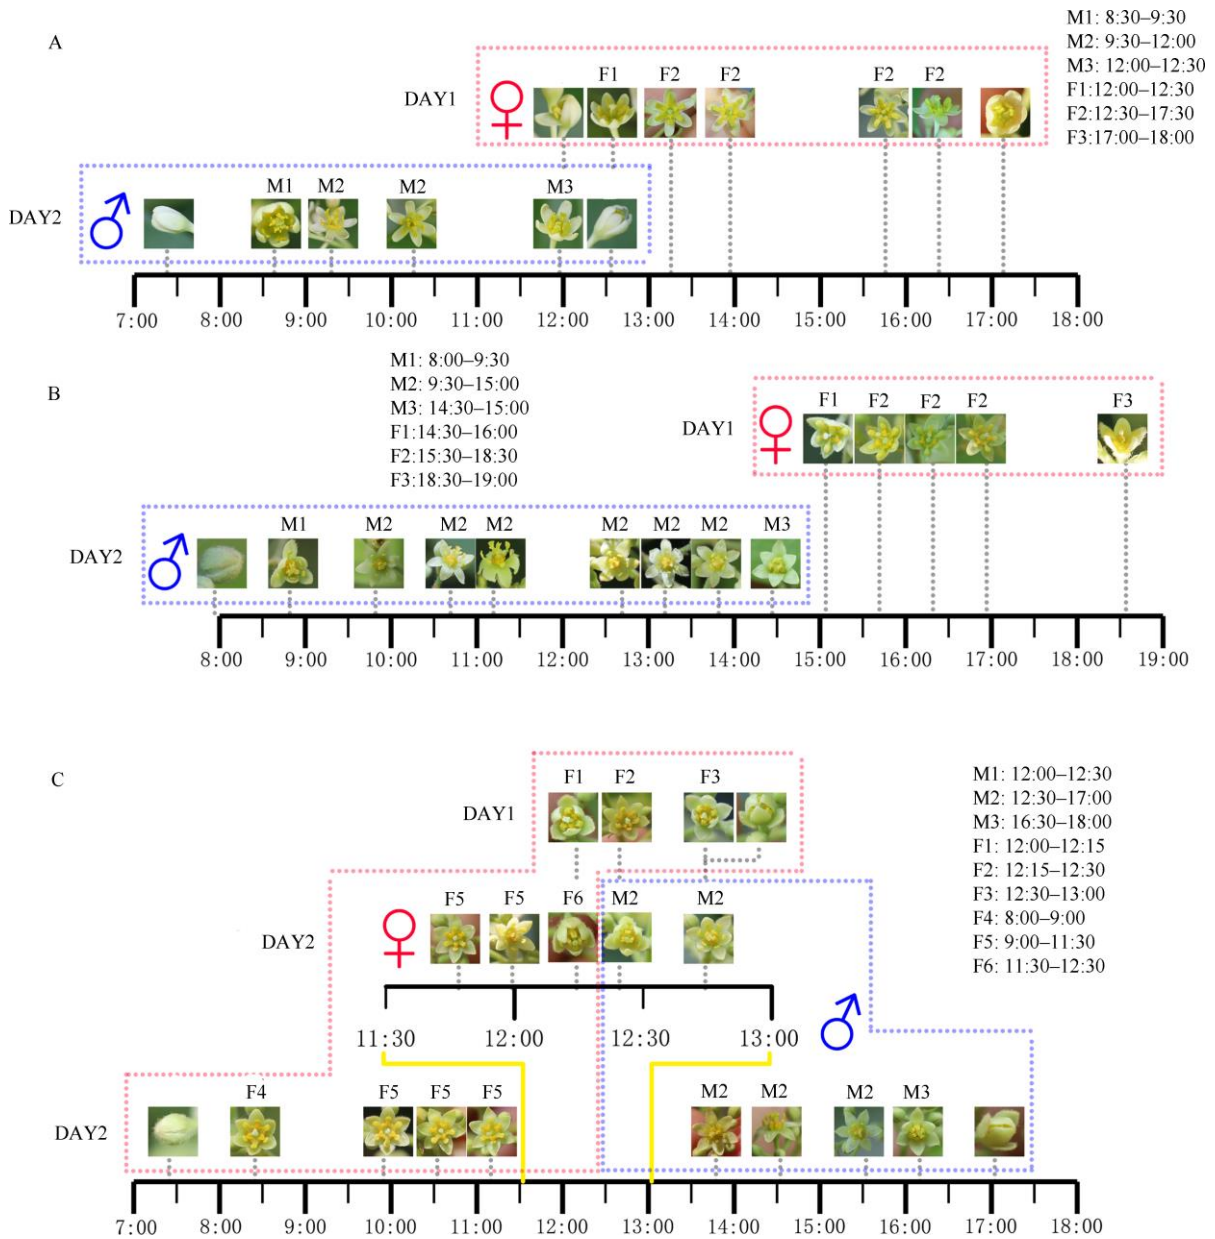 A
M1: 8:30–9:30
M2: 9:30–12:00
M3: 12:00–12:30
F1:12:00–12:30
F2:12:30–17:30
F3:17:00–18:00
F1 F2 F2 F2 F2
DAY1
M1 M2 M2 M3
DAY2
7:00 8:00 9:00 10:00 11:00 12:00 13:00 14:00 15:00 16:00 17:00 18:00
B
M1: 8:00–9:30
M2: 9:30–15:00
M3: 14:30–15:00
F1:14:30–16:00
F2:15:30–18:30
F3:18:30–19:00
F1 F2 F2 F2 F3
DAY1
M1 M2 M2 M2 M2 M2 M2 M3
DAY2
8:00 9:00 10:00 11:00 12:00 13:00 14:00 15:00 16:00 17:00 18:00 19:00
C
M1: 12:00–12:30
M2: 12:30–17:00
M3: 16:30–18:00
F1: 12:00–12:15
F2: 12:15–12:30
F3: 12:30–13:00
F4: 8:00–9:00
F5: 9:00–11:30
F6: 11:30–12:30
F1 F2 F3
DAY1
F5 F5 F6 M2 M2
DAY2
11:30 12:00 12:30 13:00
F4 F5 F5 F5 M2 M2 M2 M3
DAY2
7:00 8:00 9:00 10:00 11:00 12:00 13:00 14:00 15:00 16:00 17:00 18:00